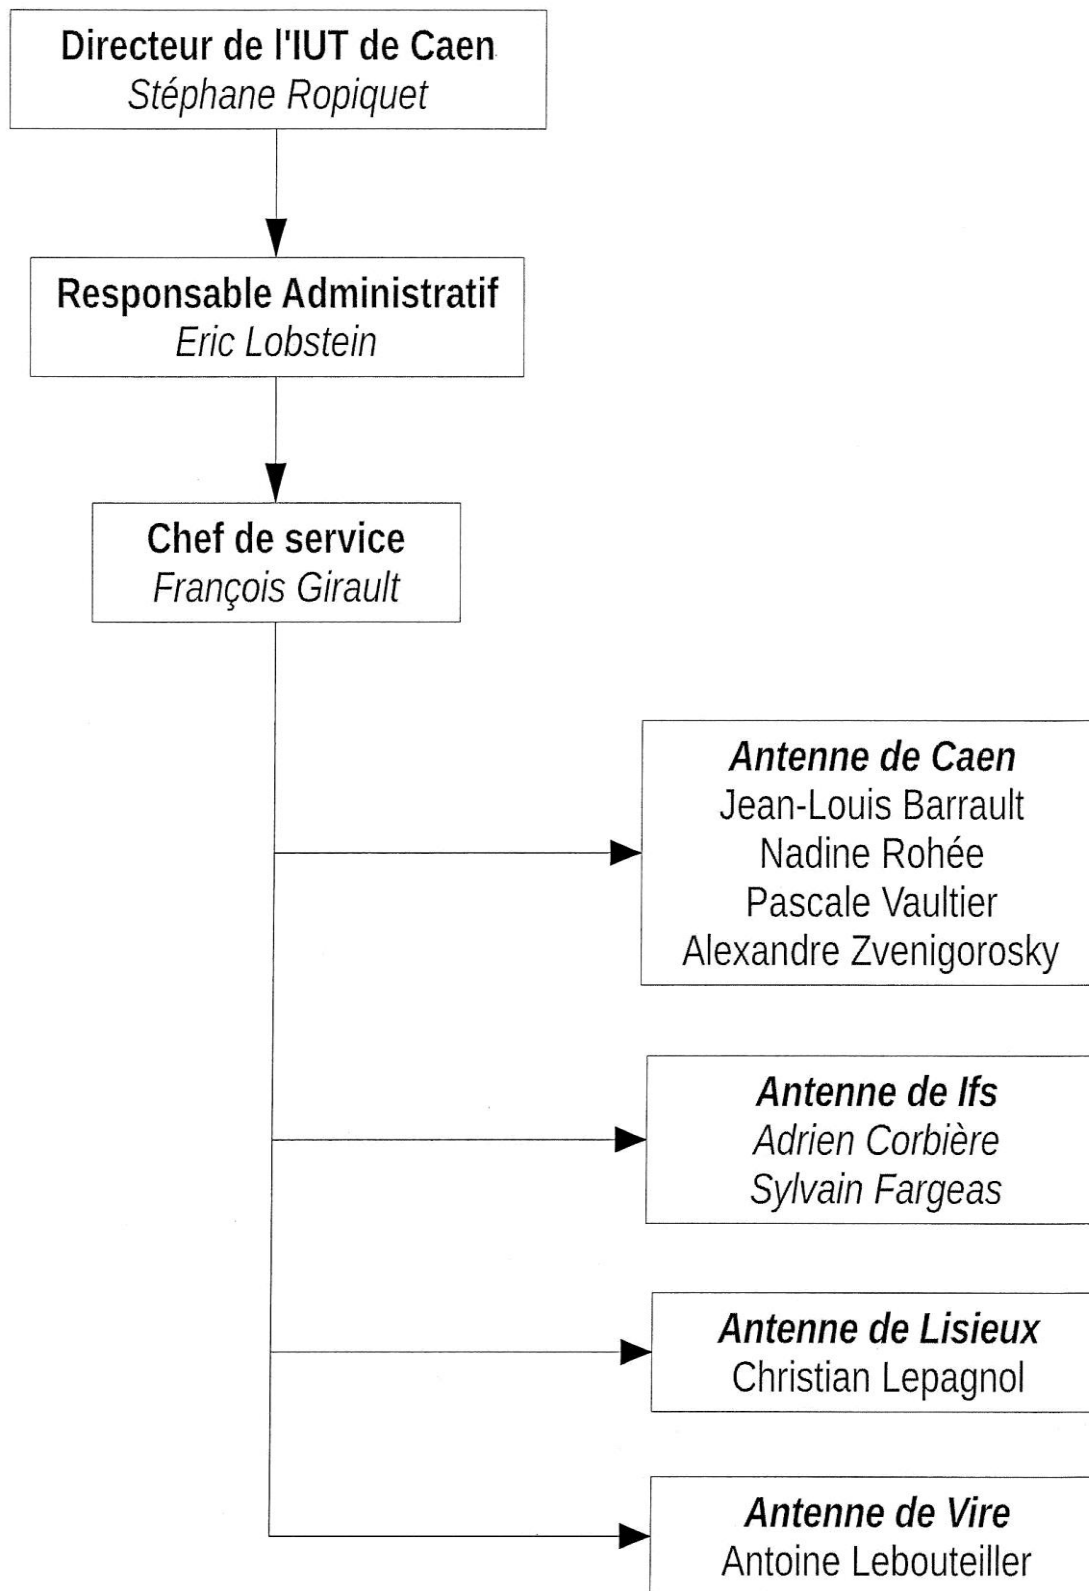 Directeur de l'IUT de Caen
Stéphane Ropiquet
Responsable Administratif
Eric Lobstein
Chef de service
François Girault
Antenne de Caen
Jean-Louis Barrault
Nadine Rohée
Pascale Vaultier
Alexandre Zvenigorosky
Antenne de Ifs
Adrien Corbière
Sylvain Fargeas
Antenne de Lisieux
Christian Lepagnol
Antenne de Vire
Antoine Lebouteiller